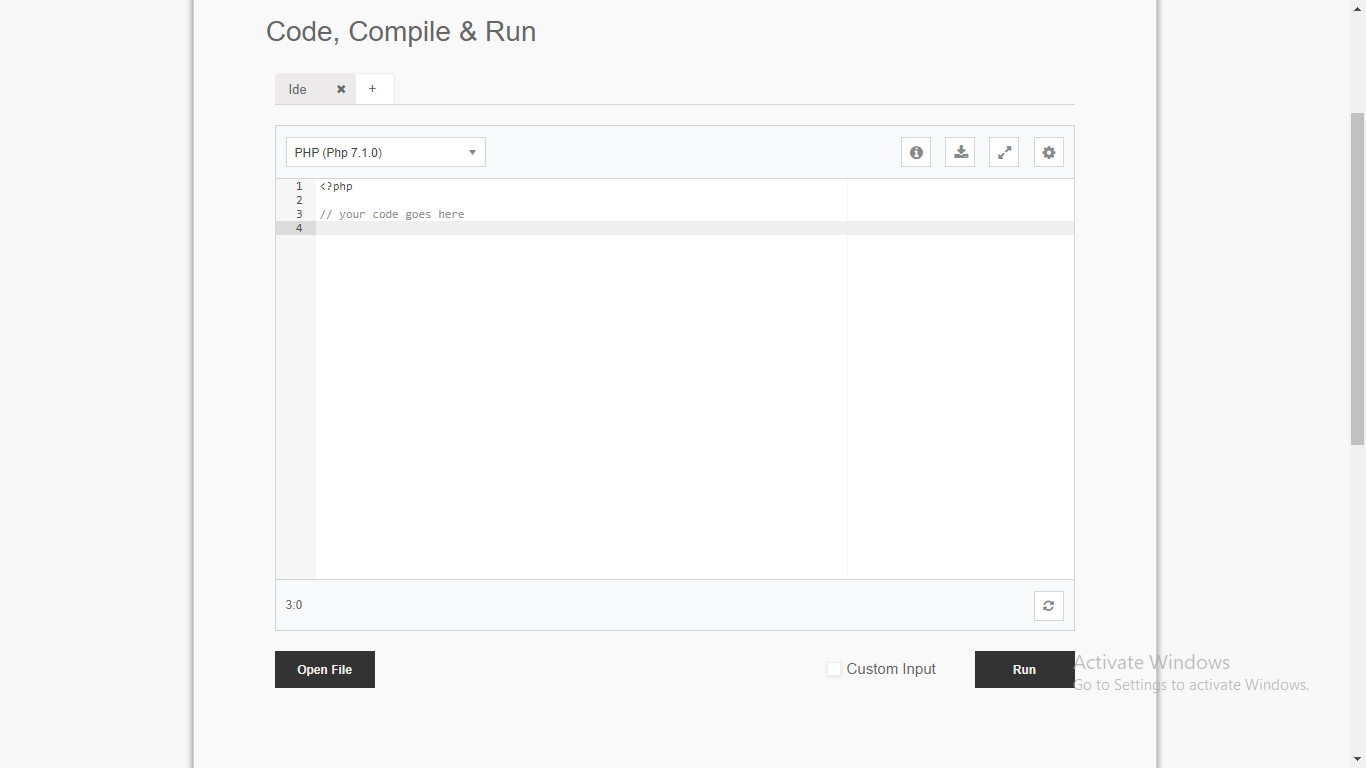 Code, Compile & Run
Ide ✖ +
PHP (Php 7.1.0)
1 <?php
2
3 // your code goes here
4
3:0
Open File
Custom Input
Run
Activate Windows
Go to Settings to activate Windows.